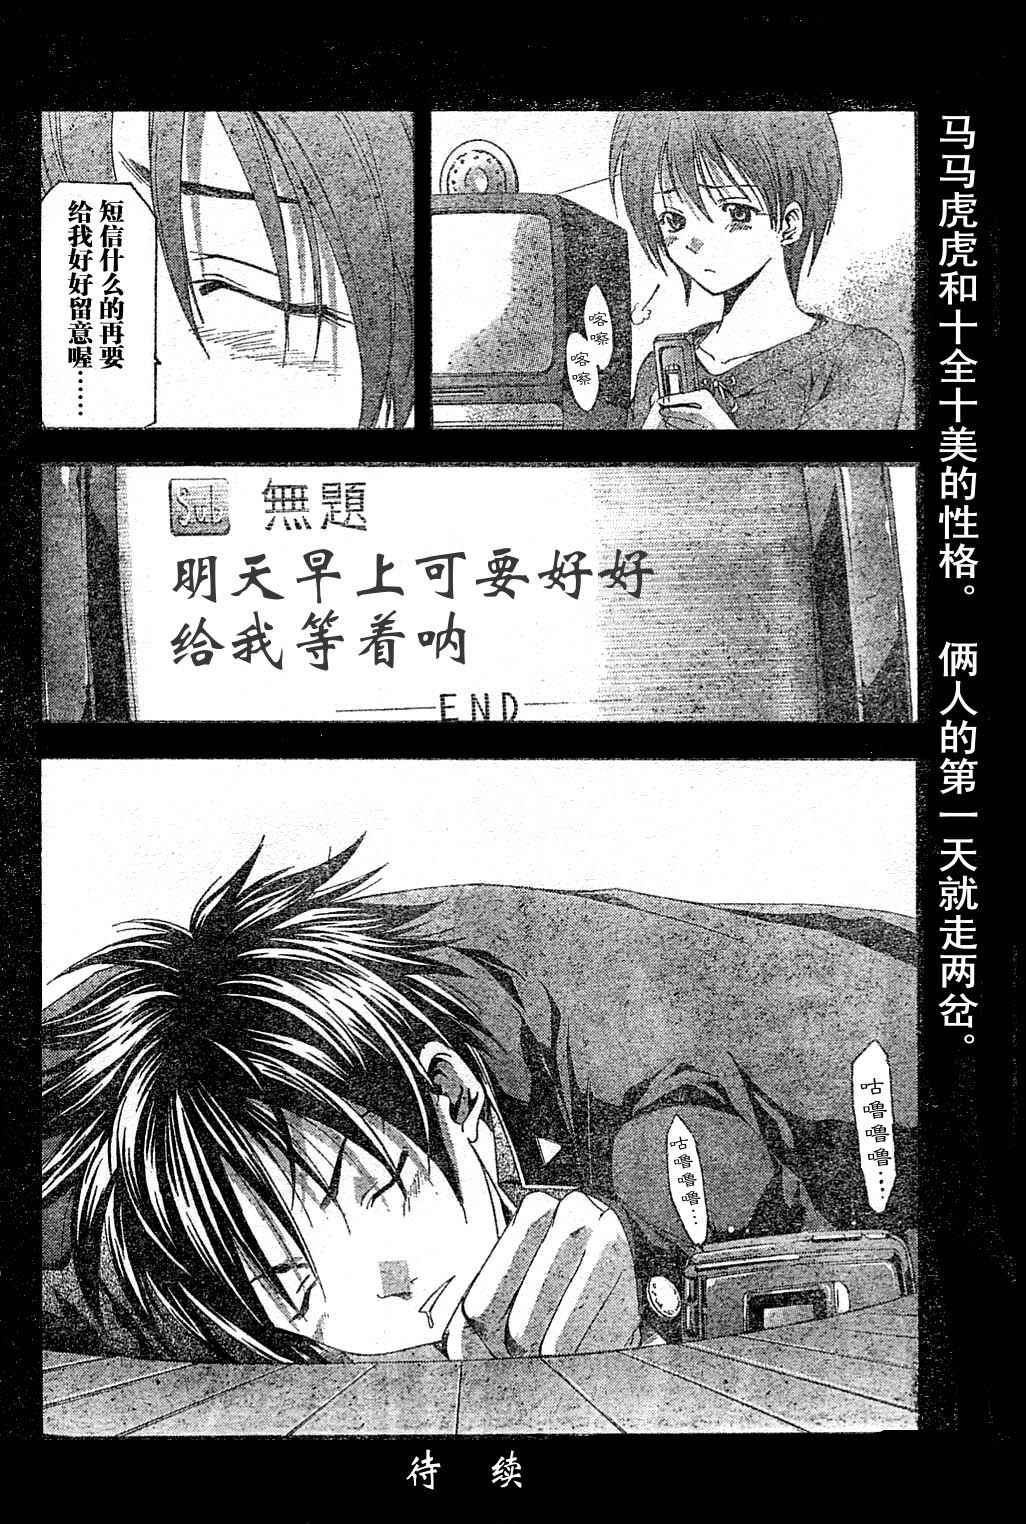 马马虎虎和十全十美的性格。 俩人的第一天就走两岔。
喀嚓
喀嚓
短信什么的再要
给我好好留意喔……
Sub 無題
明天早上可要好好
给我等着呐
END
咕噜噜噜…
咕噜噜噜…
待 续